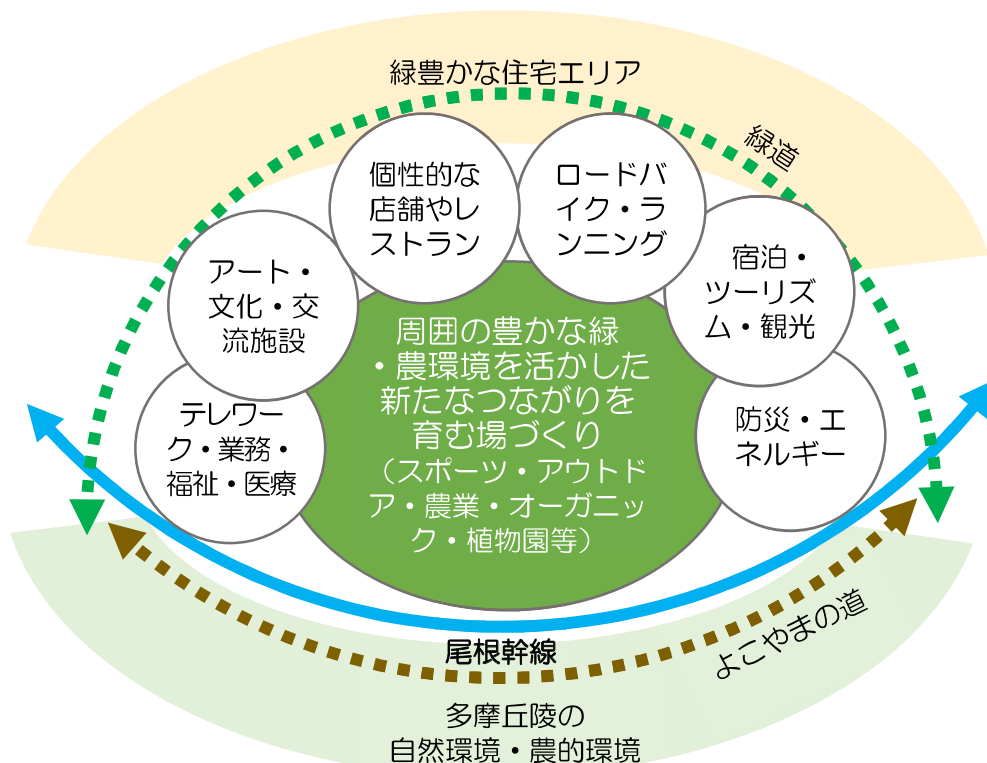 緑豊かな住宅エリア
緑道
個性的な
店舗やレ
ストラン
ロードバ
イク・ラ
ンニング
アート・
文化・交
流施設
宿泊・
ツーリズ
ム・観光
テレワー
ク・業務・
福祉・医療
防災・エ
ネルギー
周囲の豊かな緑
・農環境を活かした
新たなつながりを
育む場づくり
（スポーツ・アウトド
ア・農業・オーガニッ
ク・植物園等）
尾根幹線
よこやまの道
多摩丘陵の
自然環境・農的環境